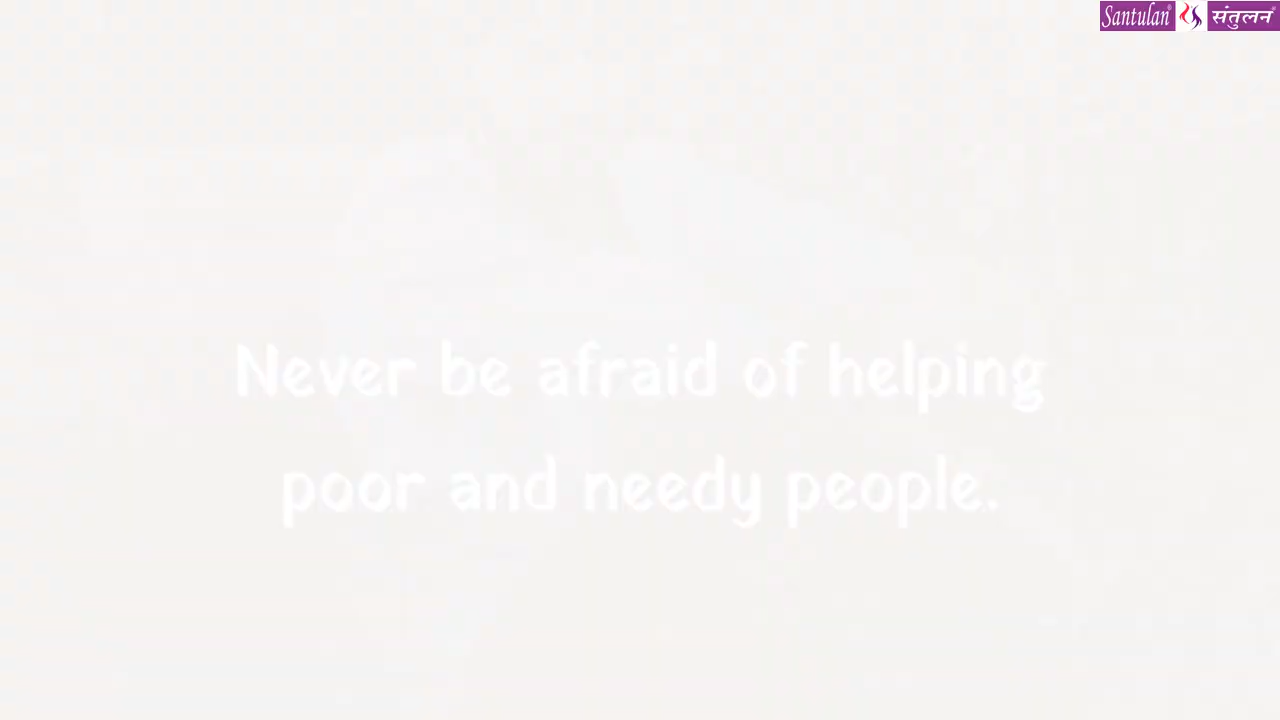 Santulan® संतुलन®
Never be afraid of helping
poor and needy people.